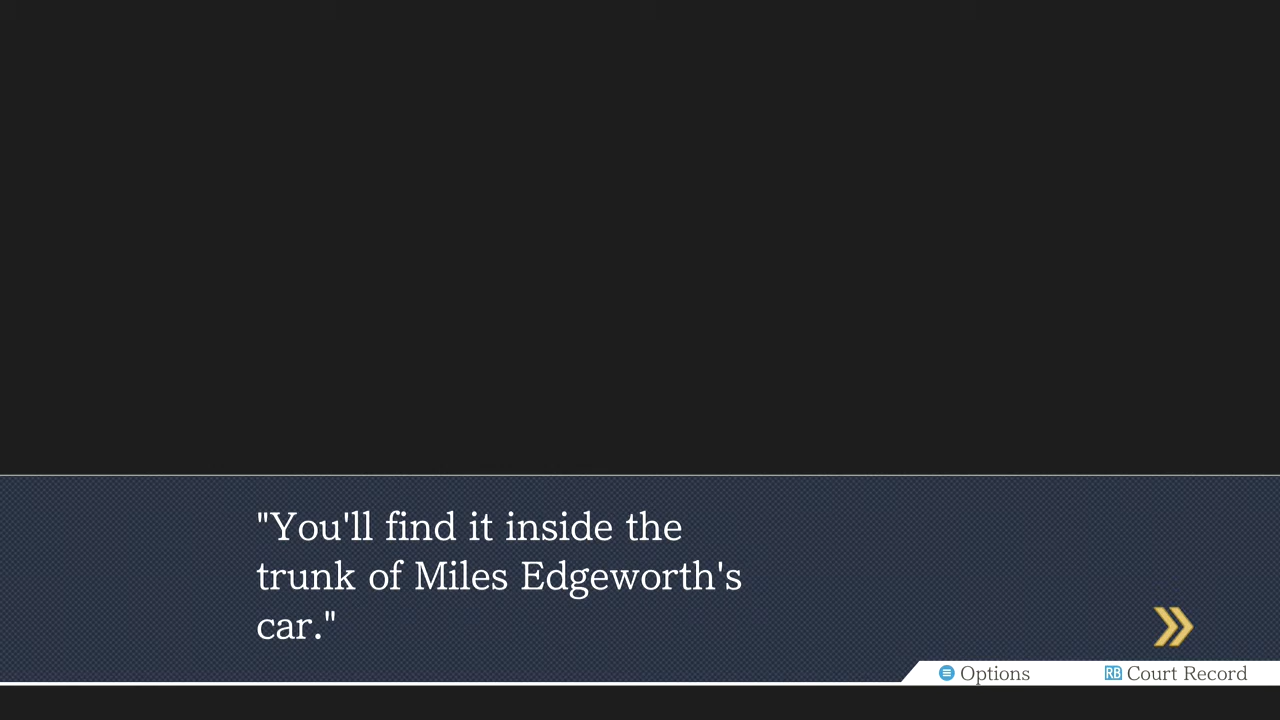 "You'll find it inside the
trunk of Miles Edgeworth's
car."
Options
RB Court Record